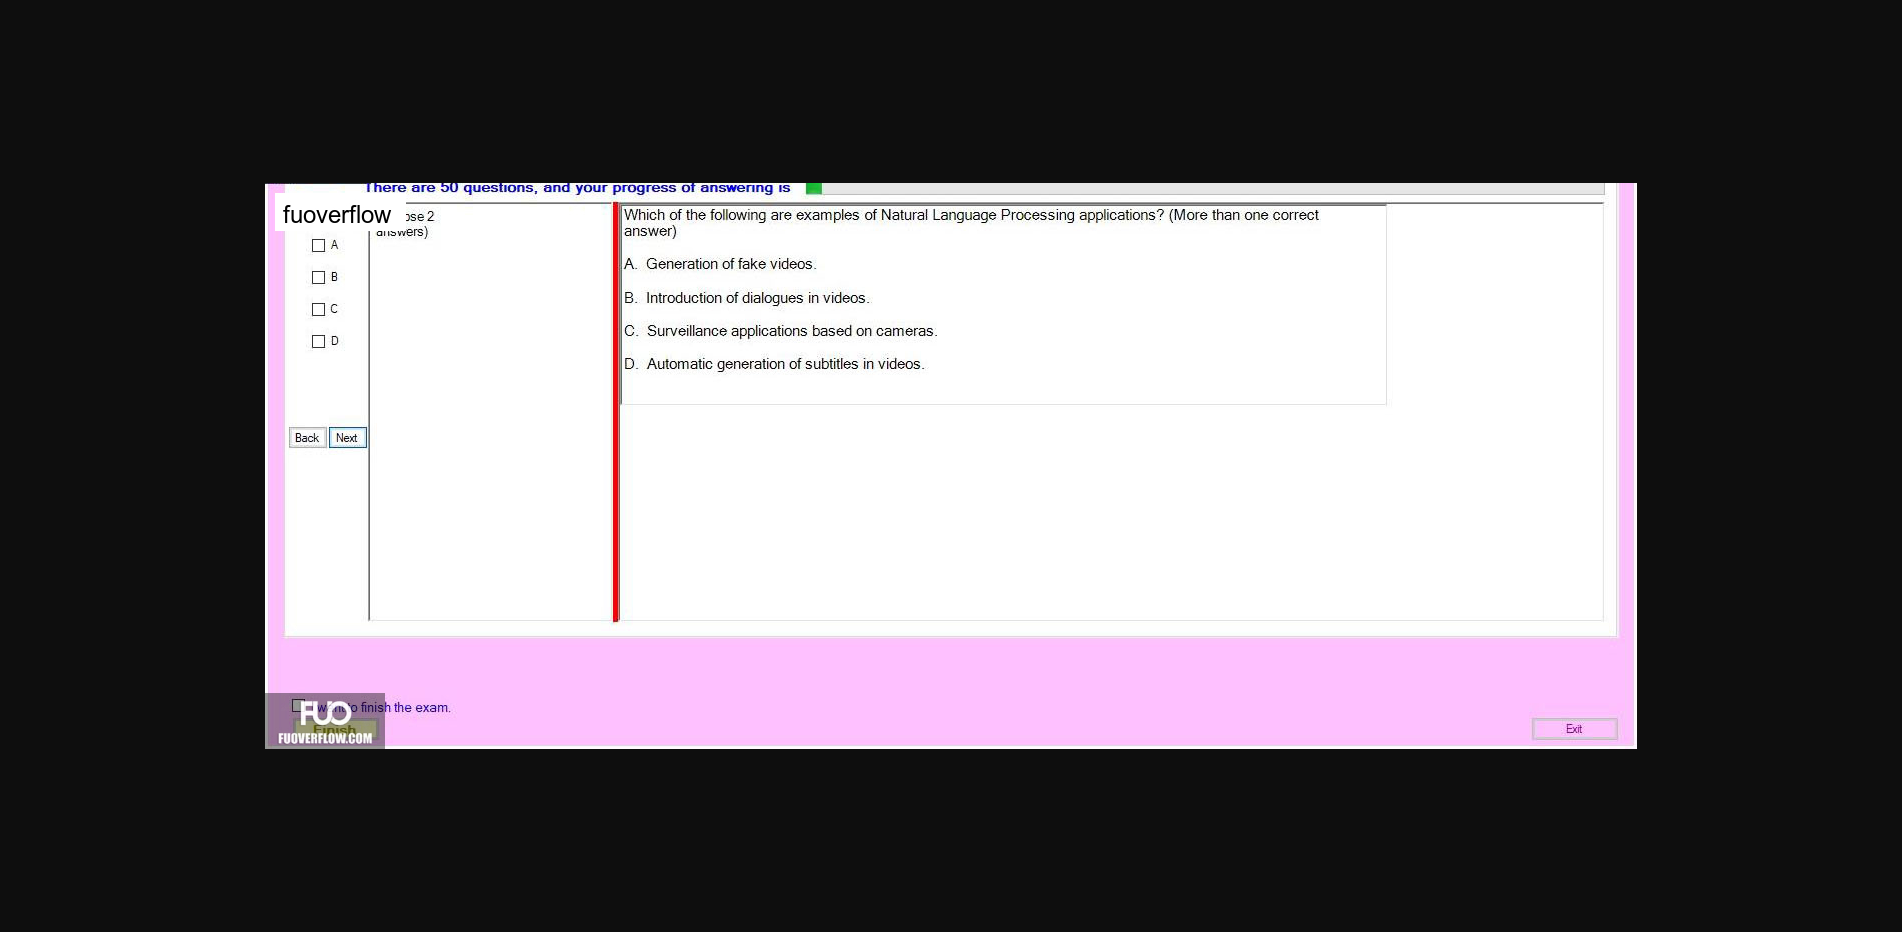 There are 50 questions, and your progress of answering is
fuoverflow
2
answers)
A
B
C
D
Back
Next
Which of the following are examples of Natural Language Processing applications? (More than one correct
answer)
A. Generation of fake videos.
B. Introduction of dialogues in videos.
C. Surveillance applications based on cameras.
D. Automatic generation of subtitles in videos.
I want to finish the exam.
FUO
Finish
FUOVERFLOW.COM
Exit